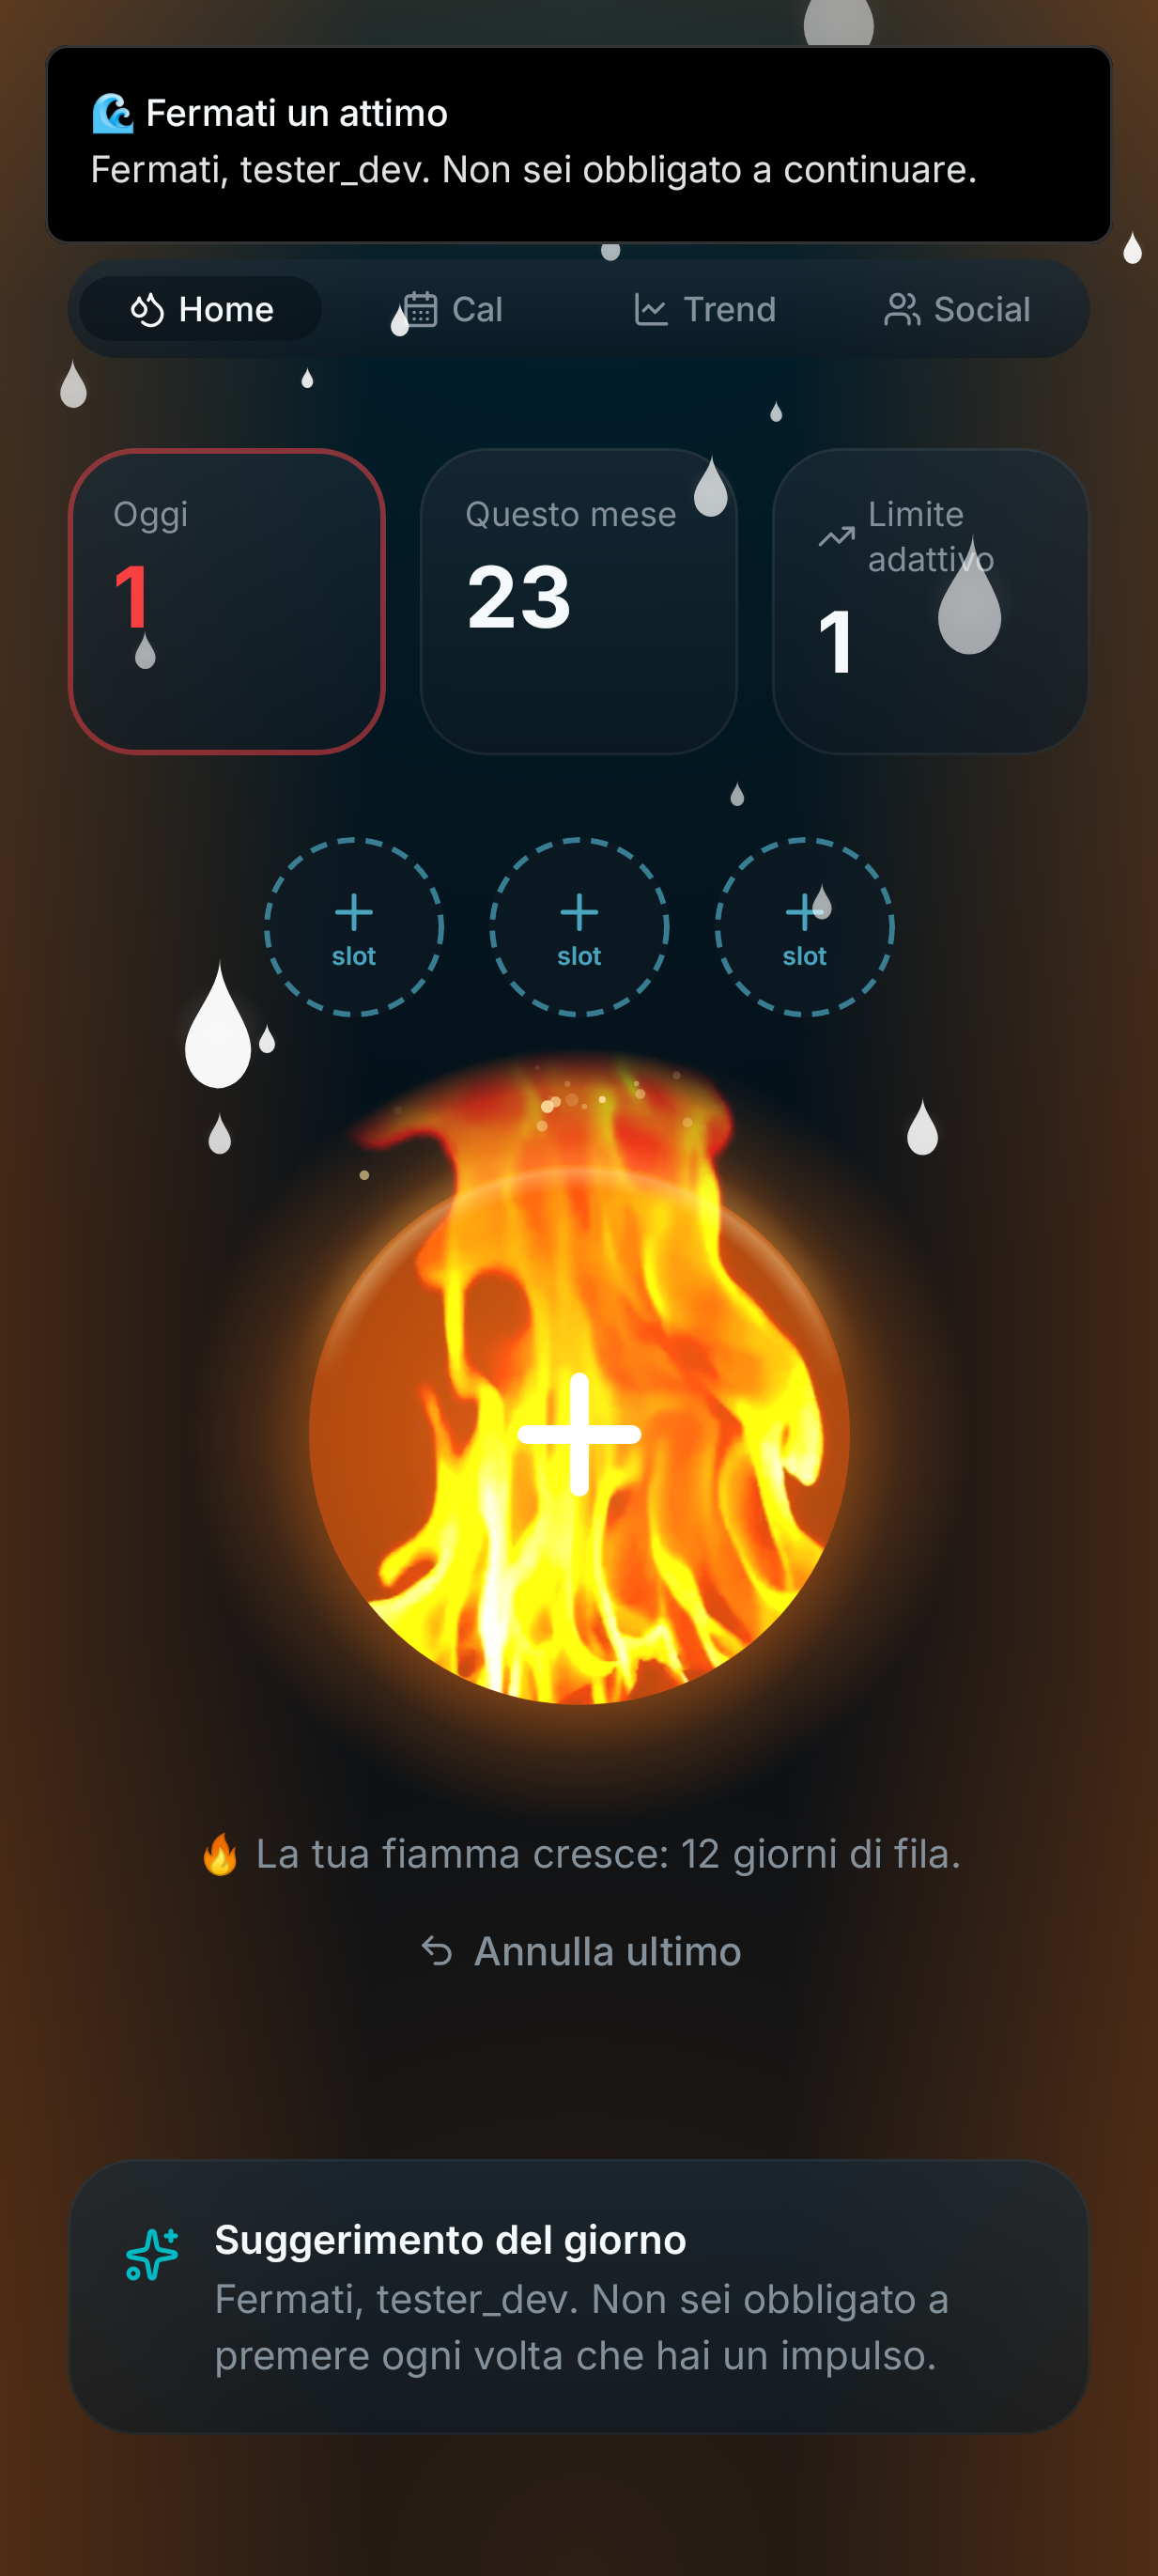 🌊 Fermati un attimo
Fermati, tester_dev. Non sei obbligato a continuare.
Home
Cal
Trend
Social
Oggi
1
Questo mese
23
Limite
adattivo
1
slot
slot
slot
🔥 La tua fiamma cresce: 12 giorni di fila.
Annulla ultimo
Suggerimento del giorno
Fermati, tester_dev. Non sei obbligato a
premere ogni volta che hai un impulso.